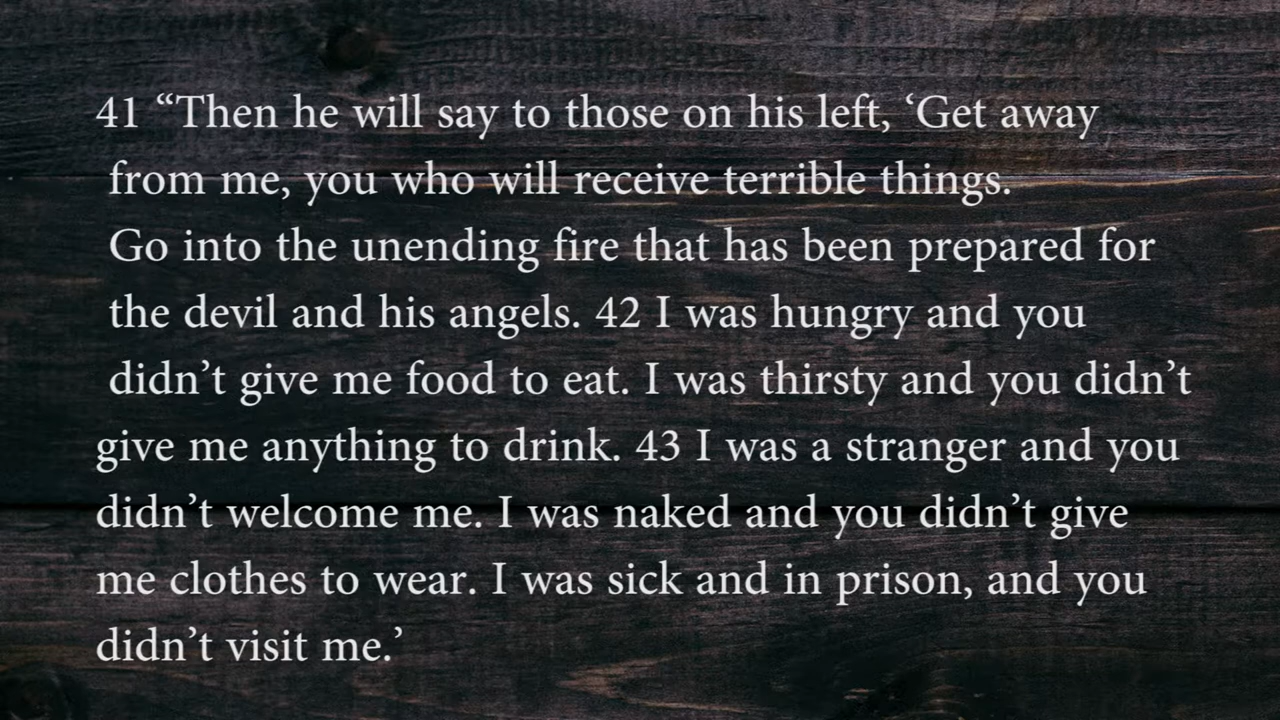 41 “Then he will say to those on his left, ‘Get away
from me, you who will receive terrible things.
Go into the unending fire that has been prepared for
the devil and his angels. 42 I was hungry and you
didn’t give me food to eat. I was thirsty and you didn’t
give me anything to drink. 43 I was a stranger and you
didn’t welcome me. I was naked and you didn’t give
me clothes to wear. I was sick and in prison, and you
didn’t visit me.’